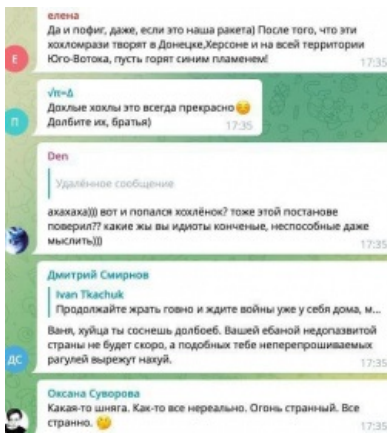 елена
Да и пофиг, даже, если это наша ракета) После того, что эти
хохломрази творят в Донецке,Херсоне и на всей территории
Юго-Вотока, пусть горят синим пламенем!
Е
17:35
√π=Δ
Дохлые хохлы это всегда прекрасно😊
Долбите их, братья)
П
17:35
Den
Удалённое сообщение
ахахаха))) вот и попался хохлёнок? тоже этой постанове
поверил?? какие жы вы идиоты конченые, неспособные даже
мыслить)))
17:35
Дмитрий Смирнов
Ivan Tkachuk
Продолжайте жрать говно и ждите войны уже у себя дома, м...
Ваня, хуйца ты соснешь долбоеб. Вашей ебаной недопазвитой
страны не будет скоро, а подобных тебе неперепрошиваемых
рагулей вырежут нахуй.
ДС
17:35
Оксана Суворова
Какая-то шняга. Как-то все нереально. Огонь странный. Все
странно. 🤔
17:35